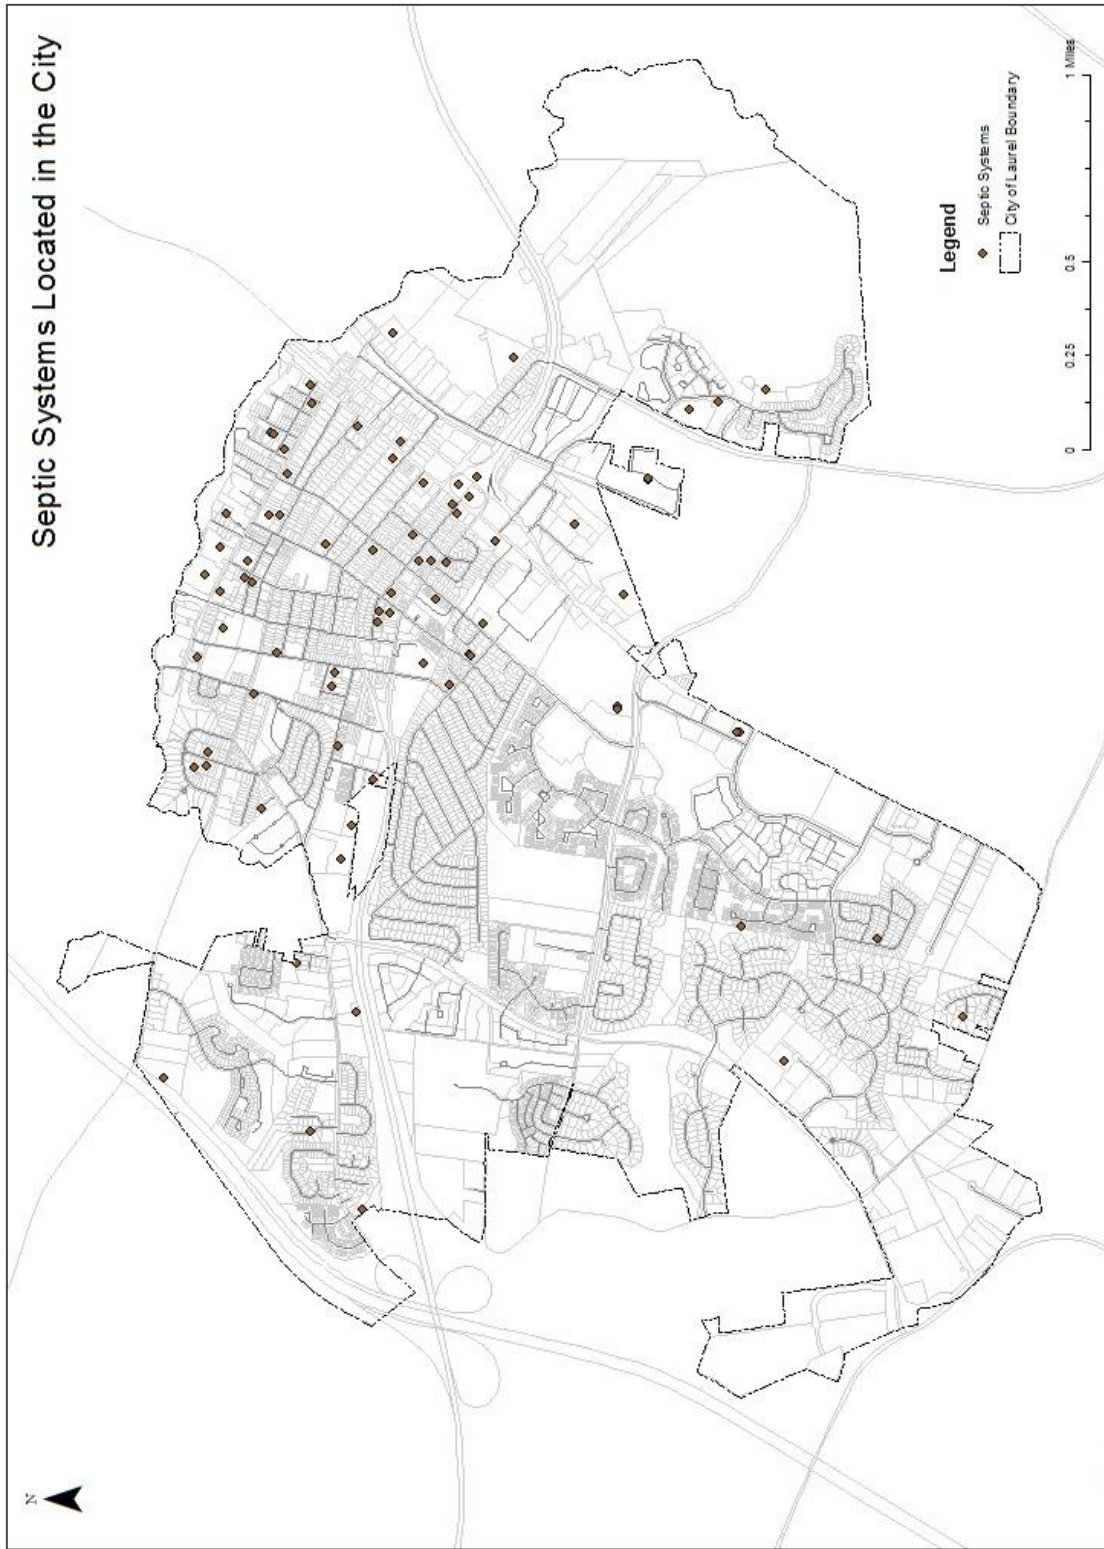 Septic Systems Located in the City
N
Legend
Septic Systems
City of Laurel Boundary
0 0.25 0.5 1 Miles